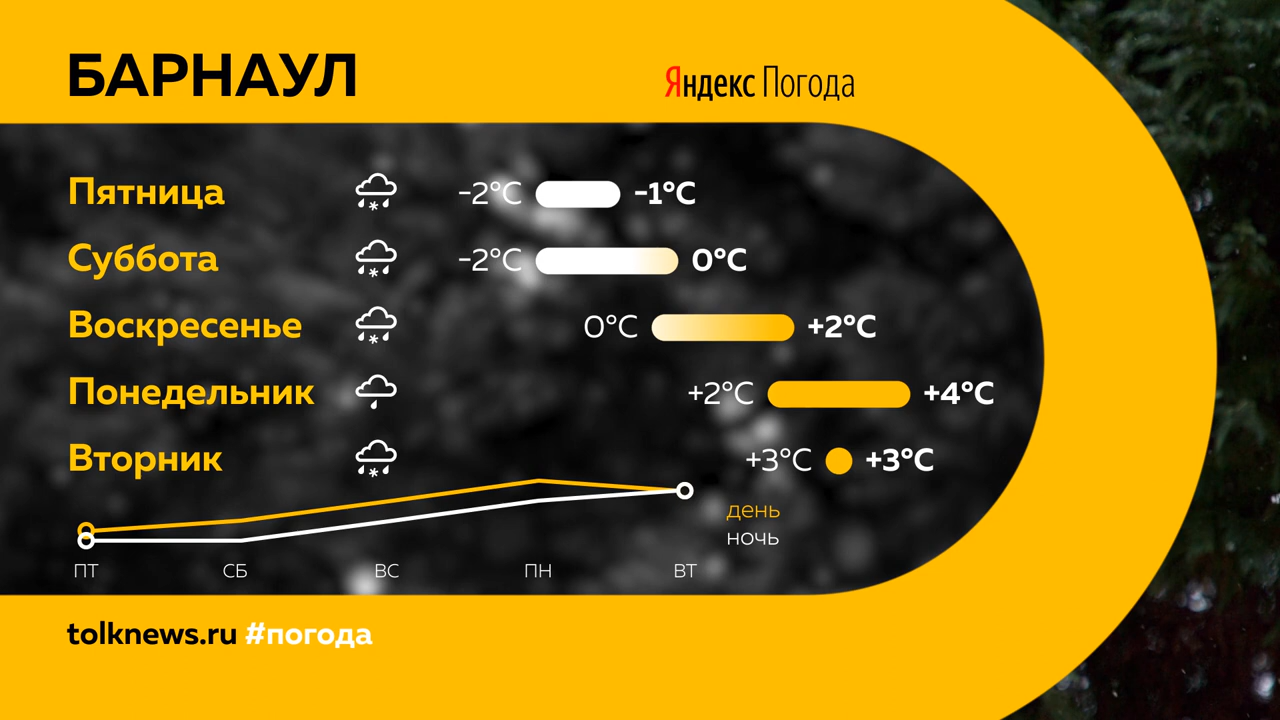 БАРНАУЛ
Яндекс Погода
Пятница -2°C -1°C
Суббота -2°C 0°C
Воскресенье 0°C +2°C
Понедельник +2°C +4°C
Вторник +3°C +3°C
день
ночь
ПТ СБ ВС ПН ВТ
tolknews.ru #погода